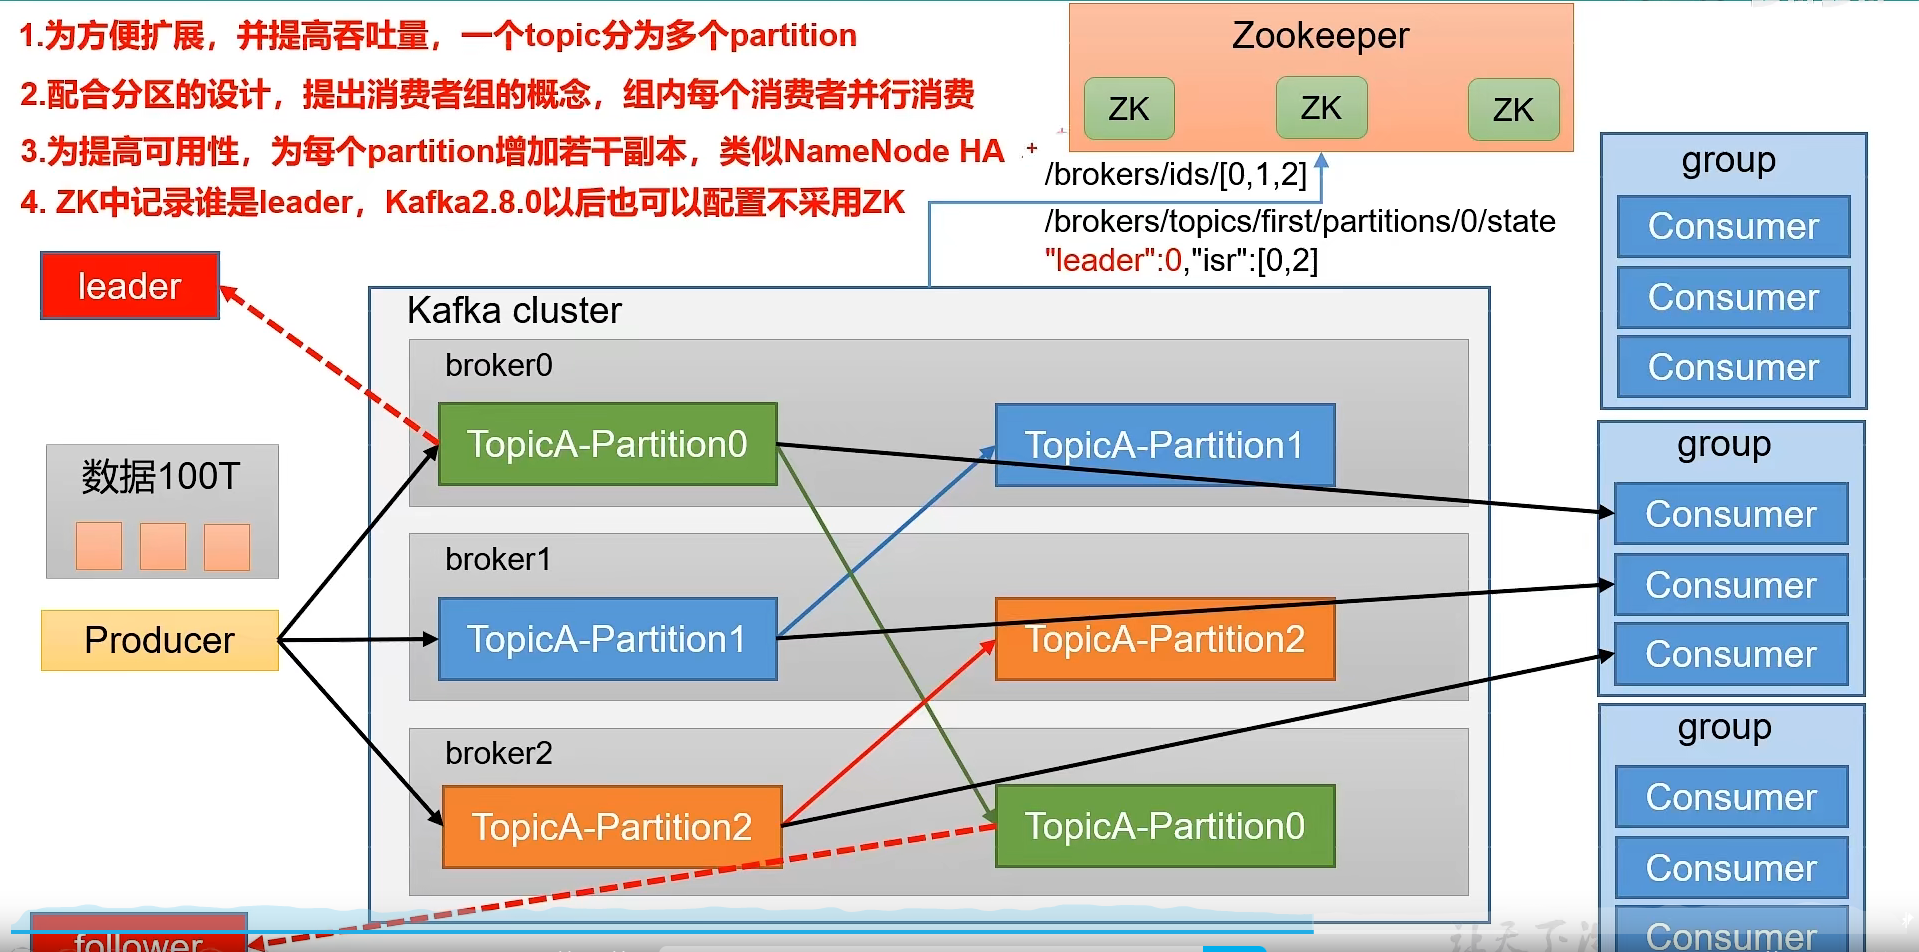 1.为方便扩展，并提高吞吐量，一个topic分为多个partition
2.配合分区的设计，提出消费者组的概念，组内每个消费者并行消费
3.为提高可用性，为每个partition增加若干副本，类似NameNode HA
4. ZK中记录谁是leader，Kafka2.8.0以后也可以配置不采用ZK
Zookeeper
ZK
ZK
ZK
/brokers/ids/[0,1,2]
/brokers/topics/first/partitions/0/state
"leader":0,"isr":[0,2]
leader
数据100T
Producer
follower
Kafka cluster
broker0
TopicA-Partition0
TopicA-Partition1
broker1
TopicA-Partition1
TopicA-Partition2
broker2
TopicA-Partition2
TopicA-Partition0
group
Consumer
Consumer
Consumer
group
Consumer
Consumer
Consumer
group
Consumer
Consumer
Consumer
让天下没